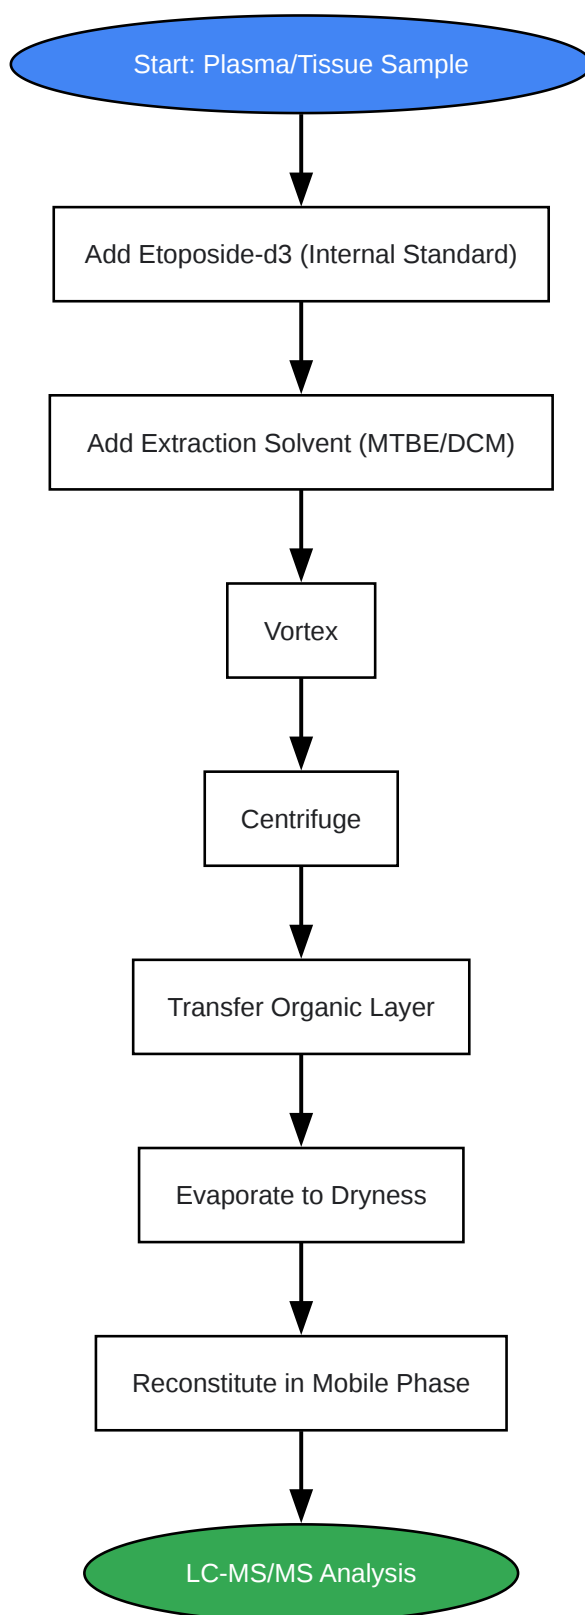 Start: Plasma/Tissue Sample
Add Etoposide-d3 (Internal Standard)
Add Extraction Solvent (MTBE/DCM)
Vortex
Centrifuge
Transfer Organic Layer
Evaporate to Dryness
Reconstitute in Mobile Phase
LC-MS/MS Analysis